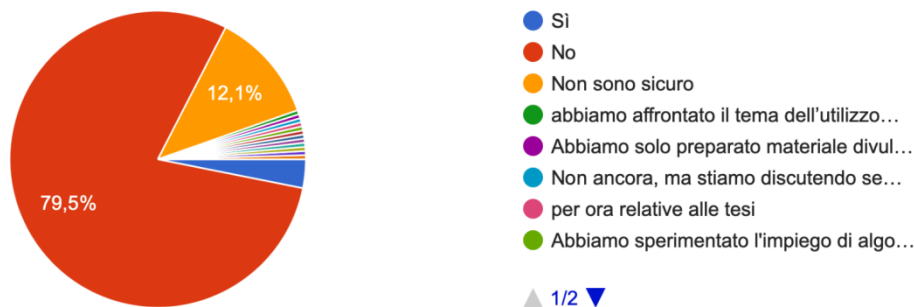 12,1%
79,5%
Sì
No
Non sono sicuro
abbiamo affrontato il tema dell'utilizzo…
Abbiamo solo preparato materiale divul…
Non ancora, ma stiamo discutendo se…
per ora relative alle tesi
Abbiamo sperimentato l'impiego di algo…
1/2